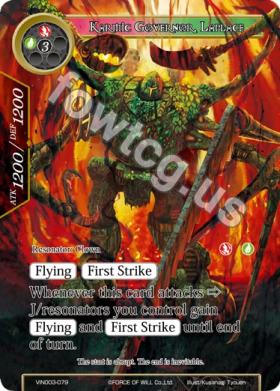 Karmic Governor, Laplace
3
ATK 1200/DEF 1200
fowtcg.us
Resonator: Clown
Flying First Strike
Whenever this card attacks ⇨
J/resonators you control gain
Flying and First Strike until end
of turn.
The start is abrupt. The end is inevitable.
VIN003-079
©FORCE OF WILL Co.,Ltd.
Illust/Kusanagi Tyouen